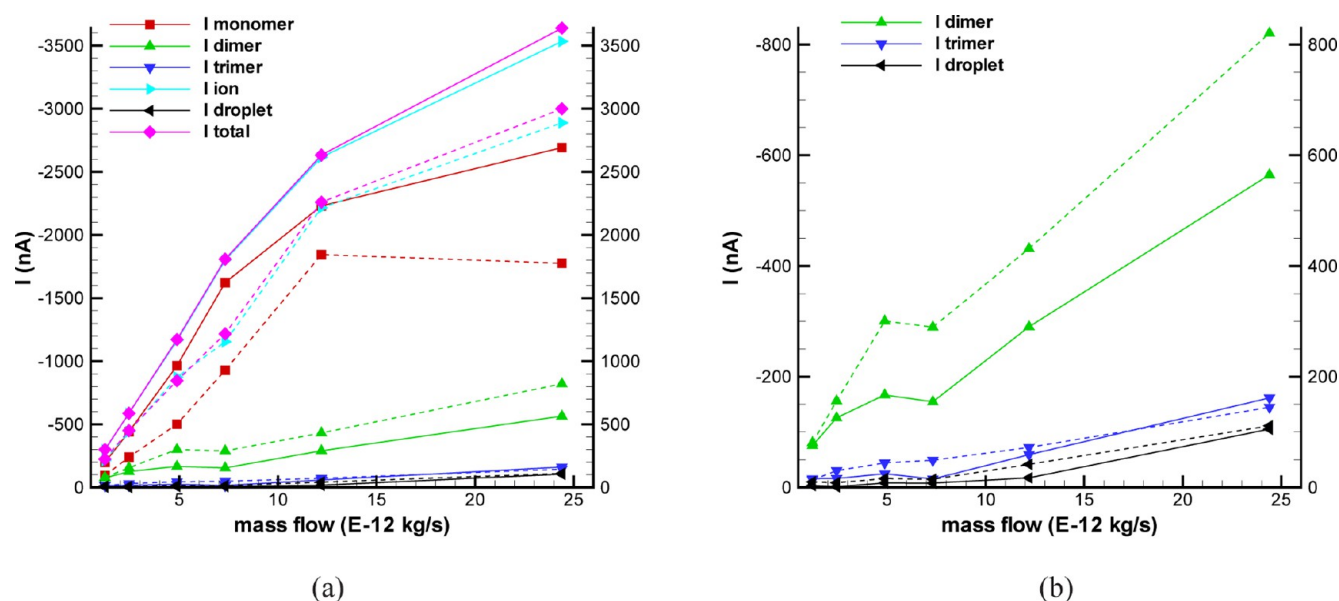 I monomer
I dimer
I trimer
I ion
I droplet
I total
-3500
-3000
-2500
-2000
-1500
-1000
-500
0
3500
3000
2500
2000
1500
1000
500
0
I (nA)
5
10
15
20
25
mass flow (E-12 kg/s)
(a)
I dimer
I trimer
I droplet
-800
-600
-400
-200
0
800
600
400
200
0
I (nA)
5
10
15
20
25
mass flow (E-12 kg/s)
(b)